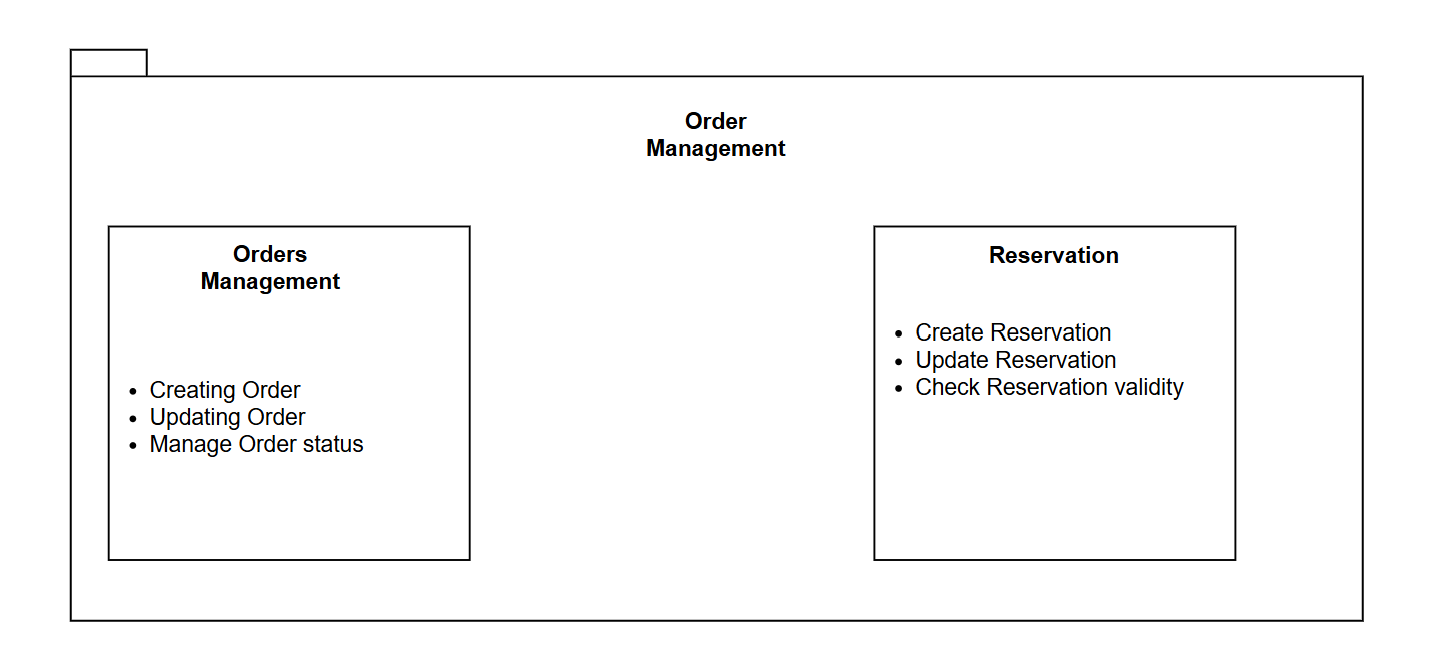 Order
Management
Orders
Management
• Creating Order
• Updating Order
• Manage Order status
Reservation
• Create Reservation
• Update Reservation
• Check Reservation validity